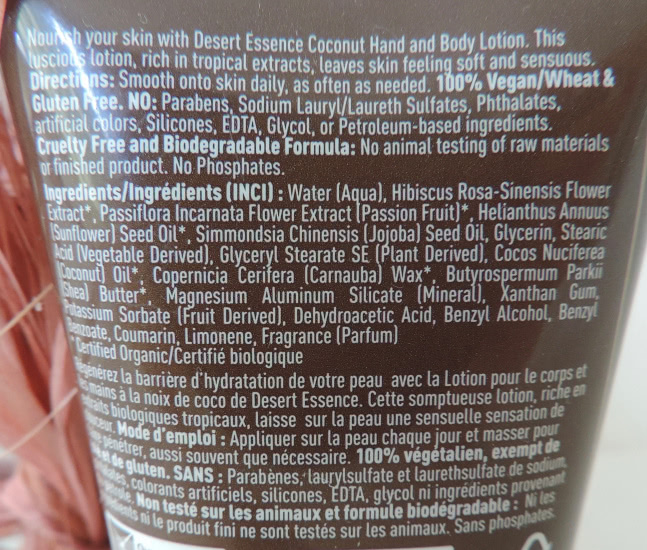 Nourish your skin with Desert Essence Coconut Hand and Body Lotion. This
luscious lotion, rich in tropical extracts, leaves skin feeling soft and sensuous.
Directions: Smooth onto skin daily, as often as needed. 100% Vegan/Wheat &
Gluten Free. NO: Parabens, Sodium Lauryl/Laureth Sulfates, Phthalates,
artificial colors, Silicones, EDTA, Glycol, or Petroleum-based ingredients.
Cruelty Free and Biodegradable Formula: No animal testing of raw materials
or finished product. No Phosphates.
Ingredients/Ingrédients (INCI) : Water (Aqua), Hibiscus Rosa-Sinensis Flower
Extract*, Passiflora Incarnata Flower Extract (Passion Fruit)*, Helianthus Annuus
(Sunflower) Seed Oil*, Simmondsia Chinensis (Jojoba) Seed Oil, Glycerin, Stearic
Acid (Vegetable Derived), Glyceryl Stearate SE (Plant Derived), Cocos Nucifera
(Coconut) Oil*, Copernicia Cerifera (Carnauba) Wax*, Butyrospermum Parkii
(Shea) Butter*, Magnesium Aluminum Silicate (Mineral), Xanthan Gum,
Potassium Sorbate (Fruit Derived), Dehydroacetic Acid, Benzyl Alcohol, Benzyl
Benzoate, Coumarin, Limonene, Fragrance (Parfum)
*Certified Organic/Certifié biologique
Régénérez la barrière d'hydratation de votre peau avec la Lotion pour le corps et
les mains à la noix de coco de Desert Essence. Cette somptueuse lotion, riche en
extraits biologiques tropicaux, laisse sur la peau une sensuelle sensation de
douceur. Mode d'emploi : Appliquer sur la peau chaque jour et masser pour
pénétrer, aussi souvent que nécessaire. 100% végétalien, exempt de
et de gluten. SANS : Parabènes, laurylsulfate et laurethsulfate de sodium,
colorants artificiels, silicones, EDTA, glycol ni ingrédients provenant
Non testé sur les animaux et formule biodégradable : Ni les
ni le produit fini ne sont testés sur les animaux. Sans phosphates.